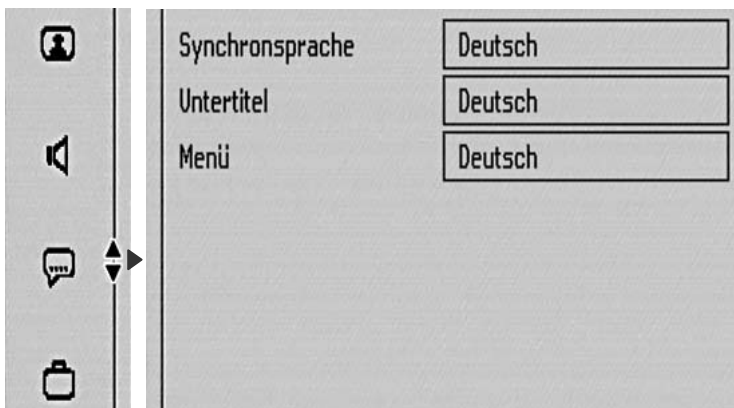 Synchronsprache Deutsch
Untertitel Deutsch
Menü Deutsch